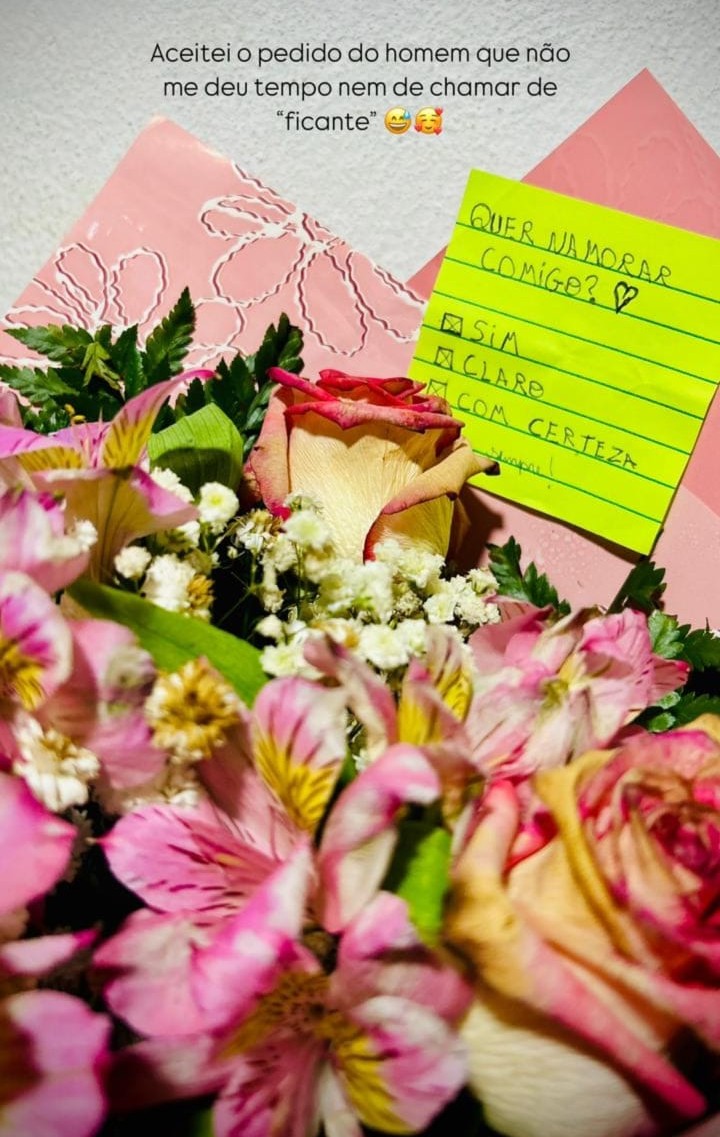 Aceitei o pedido do homem que não
me deu tempo nem de chamar de
“ficante” 😅🥰
QUER NAMORAR
COMIGO? ♡
☒ SIM
☒ CLARO
☒ COM CERTEZA